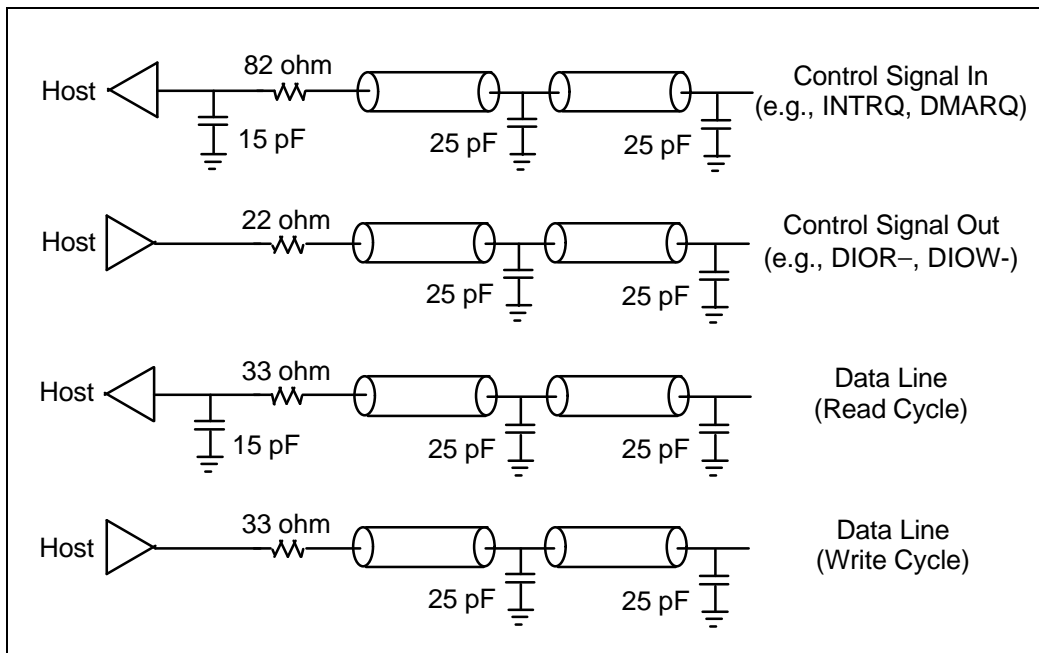 82 ohm
Host
Control Signal In
(e.g., INTRQ, DMARQ)
15 pF
25 pF
25 pF
22 ohm
Host
Control Signal Out
(e.g., DIOR−, DIOW-)
25 pF
25 pF
33 ohm
Host
Data Line
(Read Cycle)
15 pF
25 pF
25 pF
33 ohm
Host
Data Line
(Write Cycle)
25 pF
25 pF